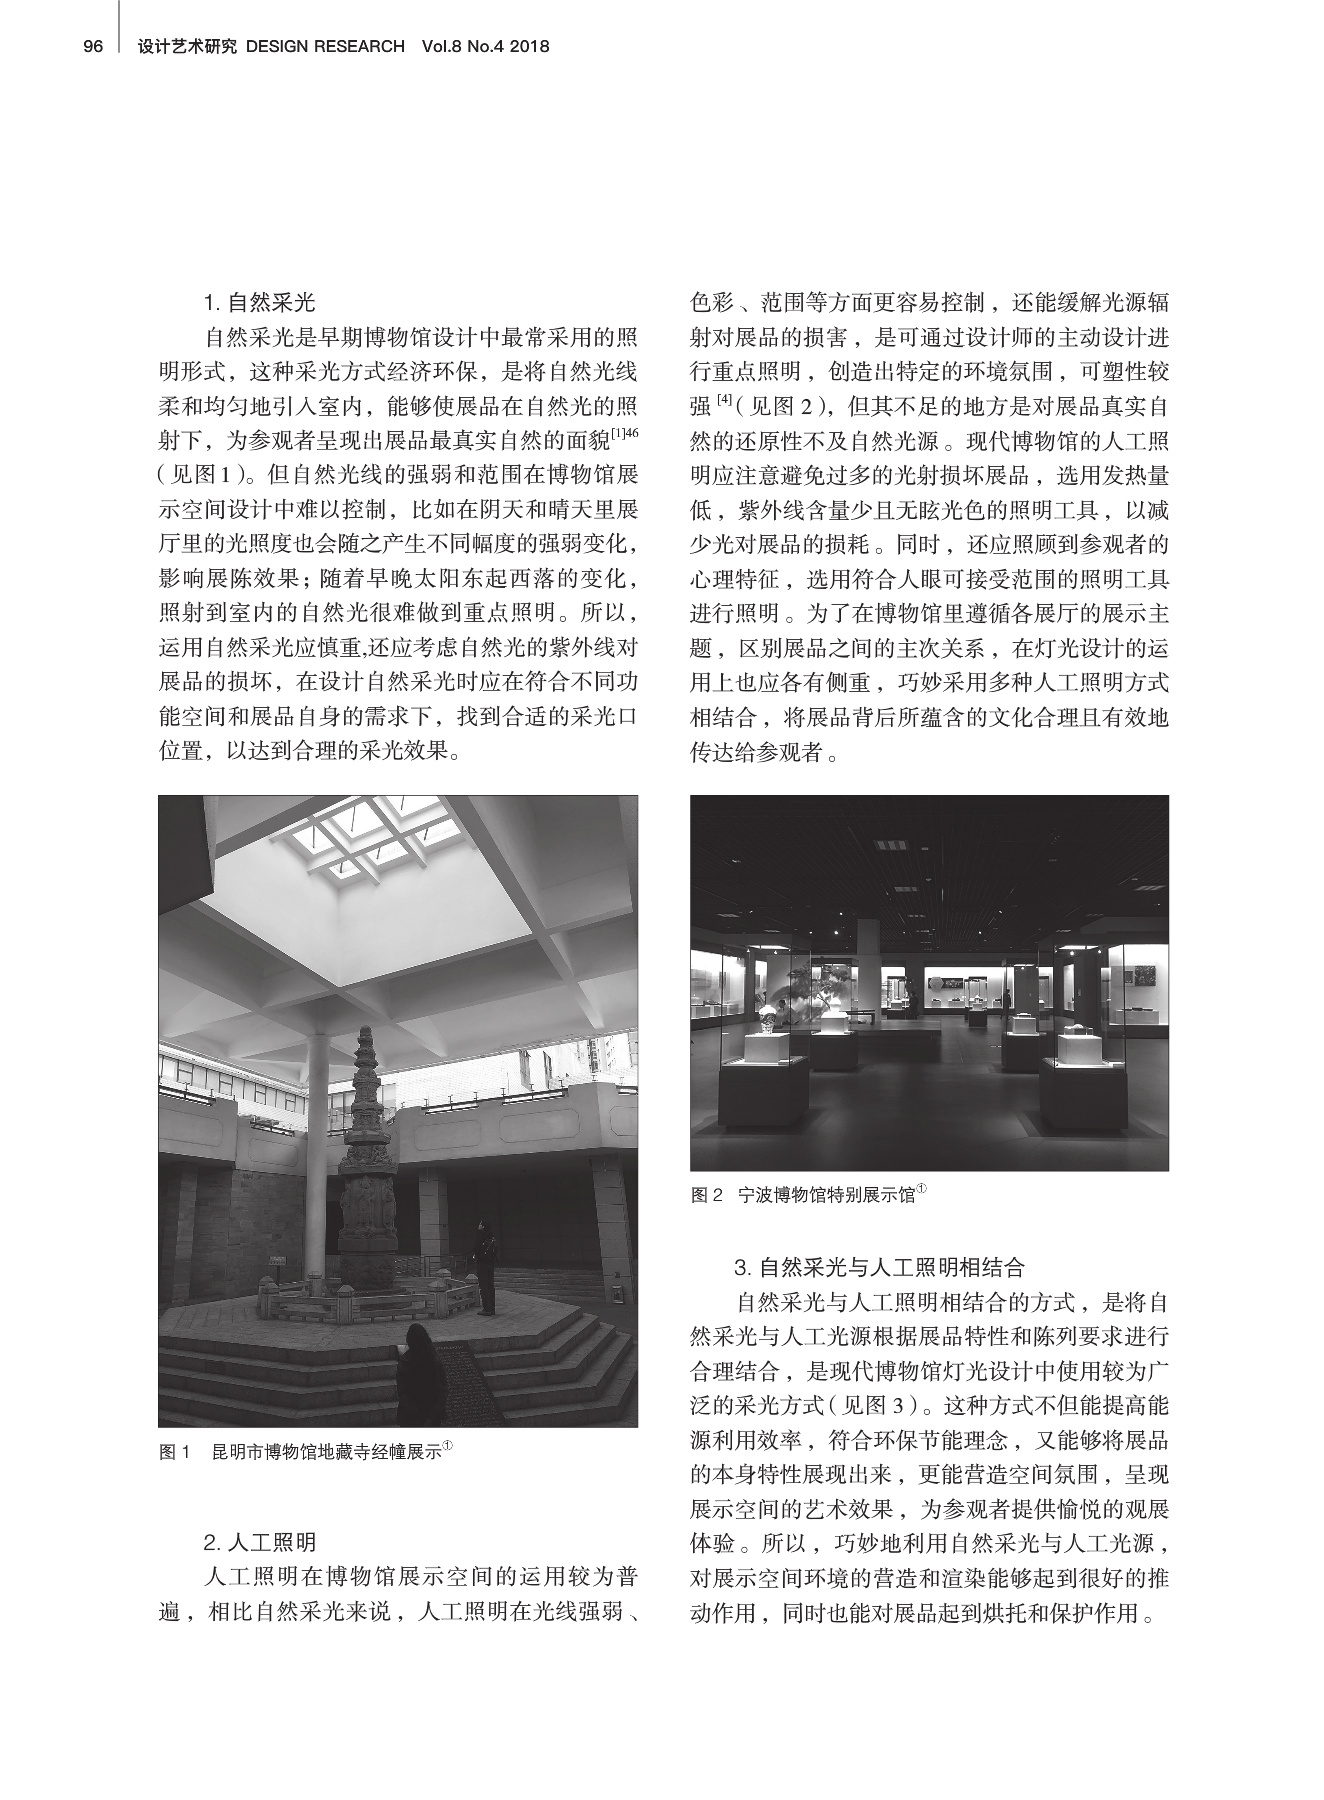 96 设计艺术研究 DESIGN RESEARCH Vol.8 No.4 2018
1. 自然采光
自然采光是早期博物馆设计中最常采用的照
明形式，这种采光方式经济环保，是将自然光线
柔和均匀地引入室内，能够使展品在自然光的照
射下，为参观者呈现出展品最真实自然的面貌[1]46
（见图1）。但自然光线的强弱和范围在博物馆展
示空间设计中难以控制，比如在阴天和晴天里展
厅里的光照度也会随之产生不同幅度的强弱变化，
影响展陈效果；随着早晚太阳东起西落的变化，
照射到室内的自然光很难做到重点照明。所以，
运用自然采光应慎重,还应考虑自然光的紫外线对
展品的损坏，在设计自然采光时应在符合不同功
能空间和展品自身的需求下，找到合适的采光口
位置，以达到合理的采光效果。
图 1 昆明市博物馆地藏寺经幢展示①
2. 人工照明
人工照明在博物馆展示空间的运用较为普
遍，相比自然采光来说，人工照明在光线强弱、
色彩、范围等方面更容易控制，还能缓解光源辐
射对展品的损害，是可通过设计师的主动设计进
行重点照明，创造出特定的环境氛围，可塑性较
强[4]（见图 2），但其不足的地方是对展品真实自
然的还原性不及自然光源。现代博物馆的人工照
明应注意避免过多的光射损坏展品，选用发热量
低，紫外线含量少且无眩光色的照明工具，以减
少光对展品的损耗。同时，还应照顾到参观者的
心理特征，选用符合人眼可接受范围的照明工具
进行照明。为了在博物馆里遵循各展厅的展示主
题，区别展品之间的主次关系，在灯光设计的运
用上也应各有侧重，巧妙采用多种人工照明方式
相结合，将展品背后所蕴含的文化合理且有效地
传达给参观者。
图 2 宁波博物馆特别展示馆①
3. 自然采光与人工照明相结合
自然采光与人工照明相结合的方式，是将自
然采光与人工光源根据展品特性和陈列要求进行
合理结合，是现代博物馆灯光设计中使用较为广
泛的采光方式（见图 3）。这种方式不但能提高能
源利用效率，符合环保节能理念，又能够将展品
的本身特性展现出来，更能营造空间氛围，呈现
展示空间的艺术效果，为参观者提供愉悦的观展
体验。所以，巧妙地利用自然采光与人工光源，
对展示空间环境的营造和渲染能够起到很好的推
动作用，同时也能对展品起到烘托和保护作用。